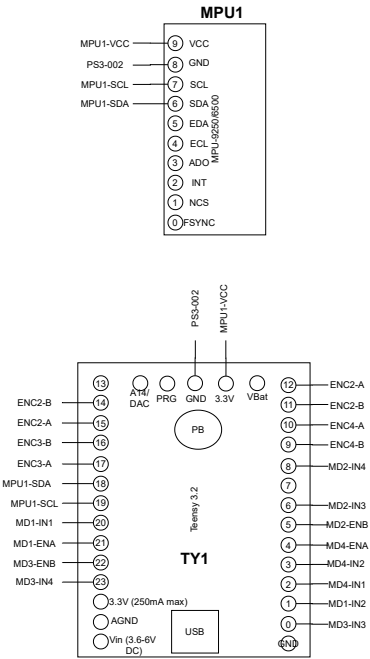 MPU1
MPU1-VCC 9 VCC
PS3-002 8 GND
MPU1-SCL 7 SCL
MPU1-SDA 6 SDA
5 EDA
4 ECL
3 ADO
2 INT
1 NCS
0 FSYNC
MPU-9250/6500
PS3-002
MPU1-VCC
13
A14/
DAC
PRG
GND
3.3V
VBat
12 ENC2-A
ENC2-B 14
11 ENC2-B
ENC2-A 15
PB
10 ENC4-A
ENC3-B 16
9 ENC4-B
ENC3-A 17
8 MD2-IN4
MPU1-SDA 18
7
MPU1-SCL 19
6 MD2-IN3
MD1-IN1 20
Teensy 3.2
5 MD2-ENB
MD1-ENA 21
4 MD4-ENA
MD3-ENB 22
TY1
3 MD4-IN2
MD3-IN4 23
2 MD4-IN1
3.3V (250mA max)
1 MD1-IN2
AGND
USB
0 MD3-IN3
Vin (3.6-6V
DC)
GND